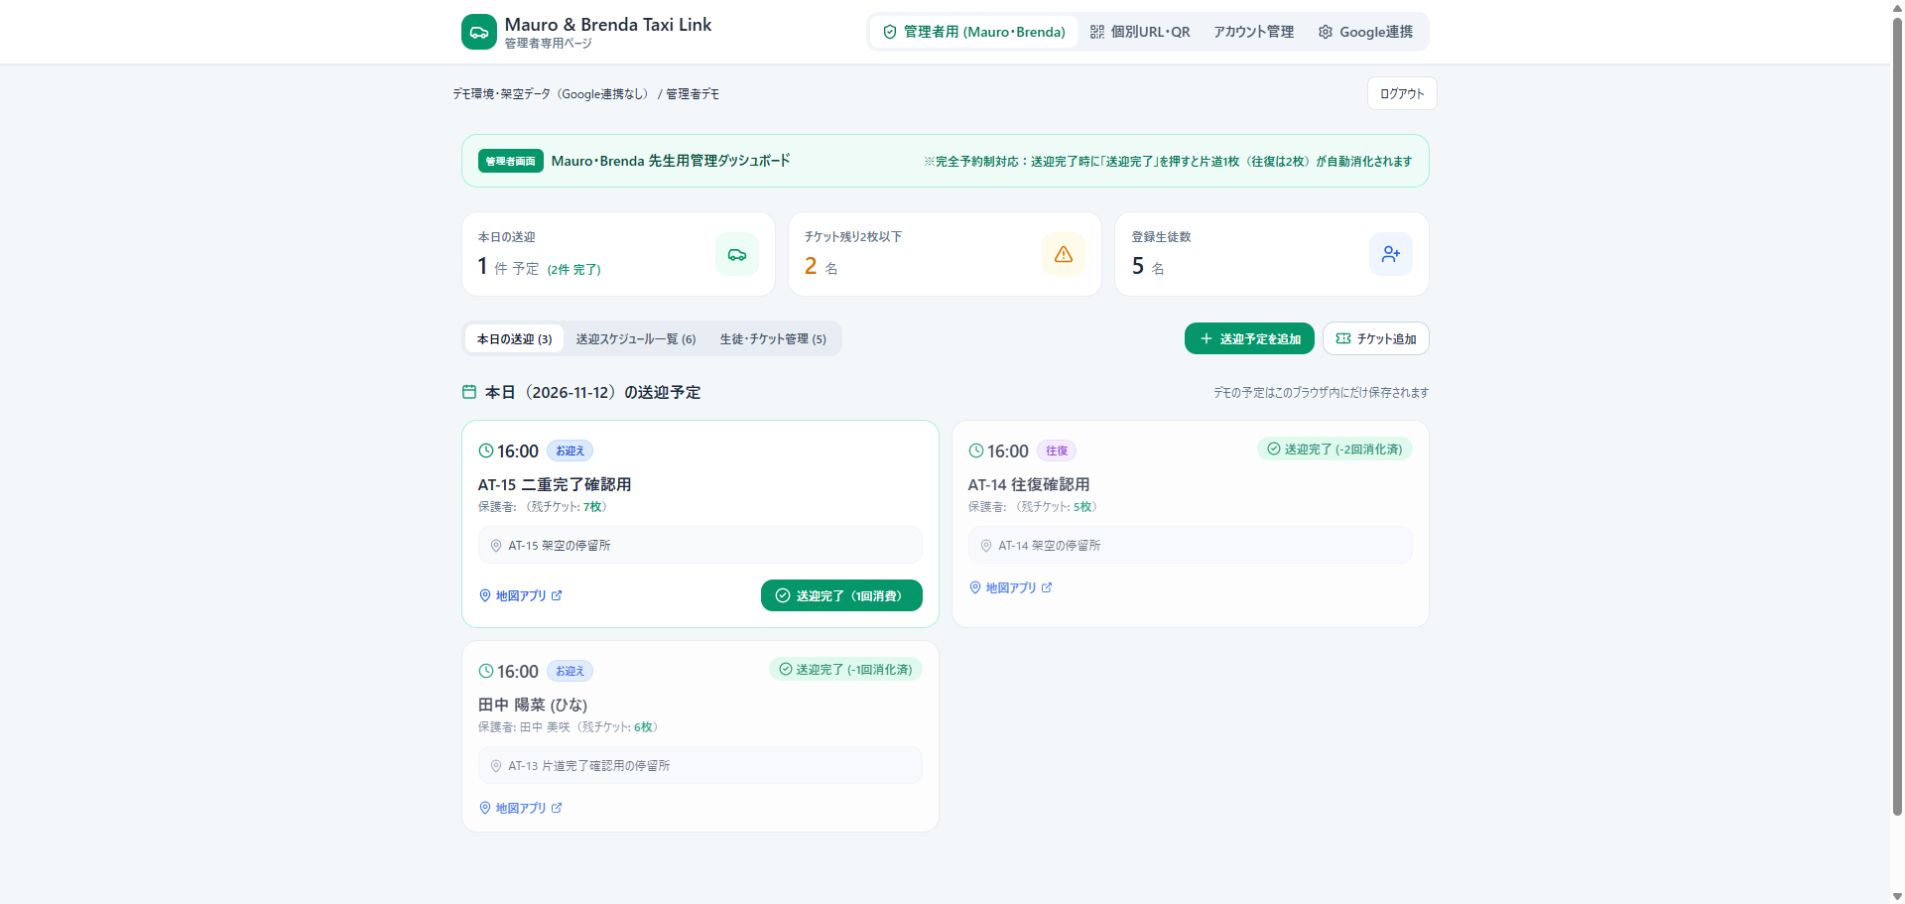 Mauro & Brenda Taxi Link
管理者専用ページ
管理者用 (Mauro・Brenda)
個別URL・QR
アカウント管理
Google連携
デモ環境・架空データ（Google連携なし） / 管理者デモ
ログアウト
管理者画面
Mauro・Brenda 先生用管理ダッシュボード
※完全予約制対応：送迎完了時に「送迎完了」を押すと片道1枚（往復は2枚）が自動消化されます
本日の送迎
1 件 予定 (2件 完了)
チケット残り2枚以下
2 名
登録生徒数
5 名
本日の送迎 (3)
送迎スケジュール一覧 (6)
生徒・チケット管理 (5)
送迎予定を追加
チケット追加
本日（2026-11-12）の送迎予定
デモの予定はこのブラウザ内にだけ保存されます
16:00 お迎え
AT-15 二重完了確認用
保護者: （残チケット: 7枚）
AT-15 架空の停留所
地図アプリ
送迎完了（1回消費）
16:00 往復
送迎完了 (-2回消化済)
AT-14 往復確認用
保護者: （残チケット: 5枚）
AT-14 架空の停留所
地図アプリ
16:00 お迎え
送迎完了 (-1回消化済)
田中 陽菜 (ひな)
保護者: 田中 美咲（残チケット: 6枚）
AT-13 片道完了確認用の停留所
地図アプリ